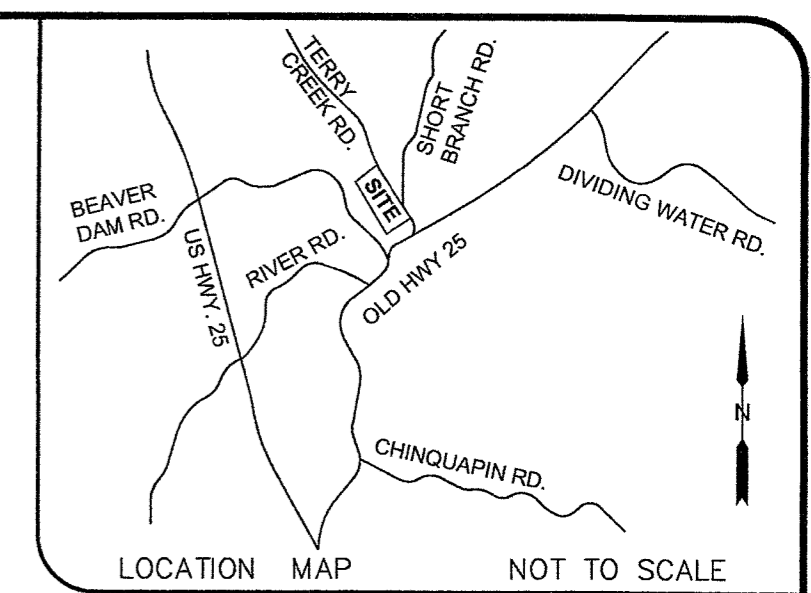 TERRY
CREEK RD.
SHORT
BRANCH RD.
BEAVER
DAM RD.
SITE
DIVIDING WATER RD.
US HWY. 25
RIVER RD.
OLD HWY 25
N
CHINQUAPIN RD.
LOCATION MAP
NOT TO SCALE